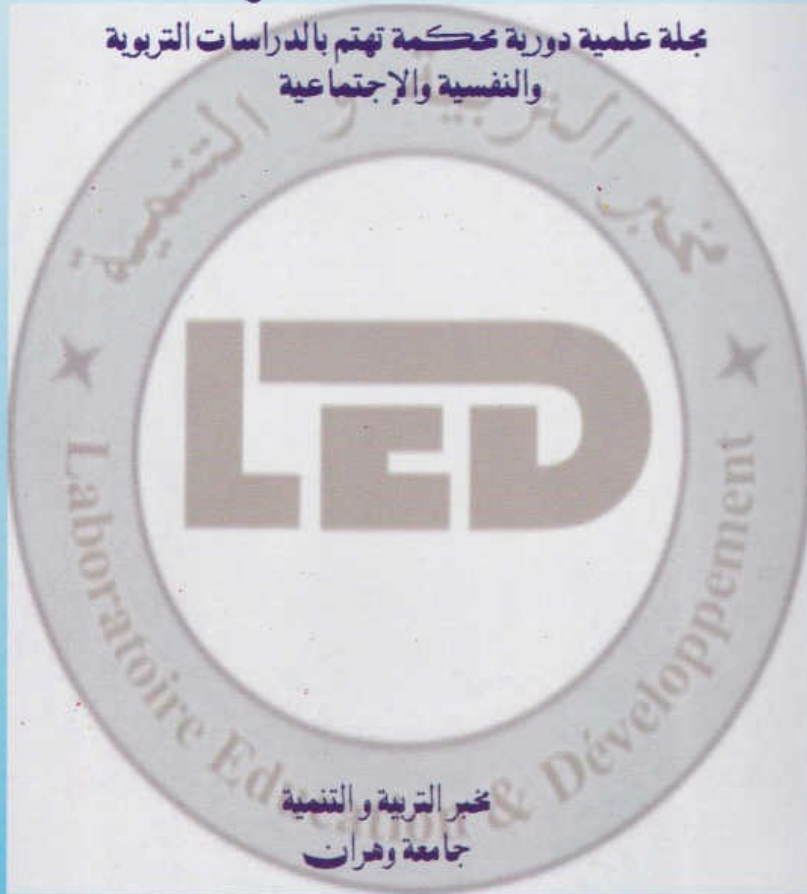 مجلة علمية دورية محكمة تهتم بالدراسات التربوية
والنفسية والإجتماعية
مخبر التربية و التنمية
LED
Laboratoire Education & Développement
مخبر التربية و التنمية
جامعة وهران